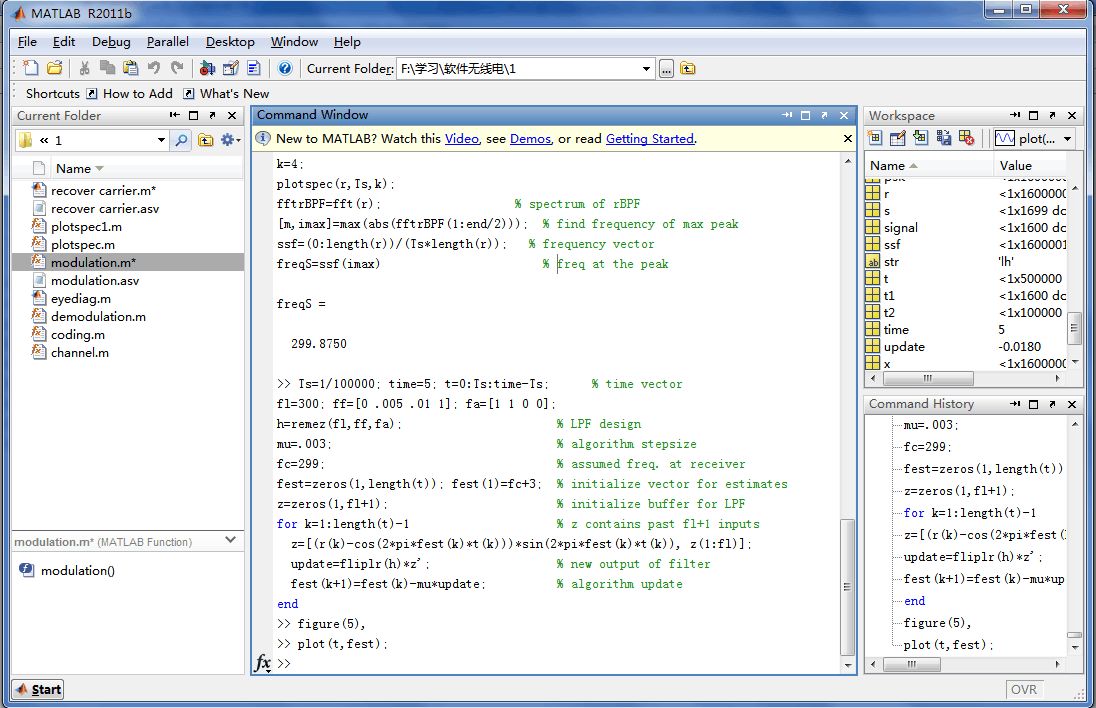 MATLAB R2011b
File Edit Debug Parallel Desktop Window Help
Current Folder: F:\学习\软件无线电\1
Shortcuts How to Add What's New
Current Folder
« 1
Name
recover carrier.m*
recover carrier.asv
plotspec1.m
plotspec.m
modulation.m*
modulation.asv
eyediag.m
demodulation.m
coding.m
channel.m
modulation.m* (MATLAB Function)
modulation()
Command Window
New to MATLAB? Watch this Video, see Demos, or read Getting Started.
k=4;
plotspec(r,Is,k);
fftrBPF=fft(r); % spectrum of rBPF
[m,imax]=max(abs(fftrBPF(1:end/2))); % find frequency of max peak
ssf=(0:length(r))/(Is*length(r)); % frequency vector
freqS=ssf(imax) % freq at the peak
freqS =
299.8750
>> Is=1/100000; time=5; t=0:Is:time-Is; % time vector
fl=300; ff=[0 .005 .01 1]; fa=[1 1 0 0];
h=remez(fl,ff,fa); % LPF design
mu=.003; % algorithm stepsize
fc=299; % assumed freq. at receiver
fest=zeros(1,length(t)); fest(1)=fc+3; % initialize vector for estimates
z=zeros(1,fl+1); % initialize buffer for LPF
for k=1:length(t)-1 % z contains past fl+1 inputs
z=[(r(k)-cos(2*pi*fest(k)*t(k)))*sin(2*pi*fest(k)*t(k)), z(1:fl)];
update=fliplr(h)*z'; % new output of filter
fest(k+1)=fest(k)-mu*update; % algorithm update
end
>> figure(5),
>> plot(t,fest);
>>
fx
Workspace
plot(...
Name Value
r <1x1600000
s <1x1699 dc
signal <1x1600 dc
ssf <1x1600001
str 'lh'
t <1x500000
t1 <1x1600 dc
t2 <1x100000
time 5
update -0.0180
x <1x1600000
Command History
mu=.003;
fc=299;
fest=zeros(1,length(t))
z=zeros(1,fl+1);
for k=1:length(t)-1
z=[(r(k)-cos(2*pi*fest(
update=fliplr(h)*z';
fest(k+1)=fest(k)-mu*up
end
figure(5),
plot(t,fest);
Start
OVR